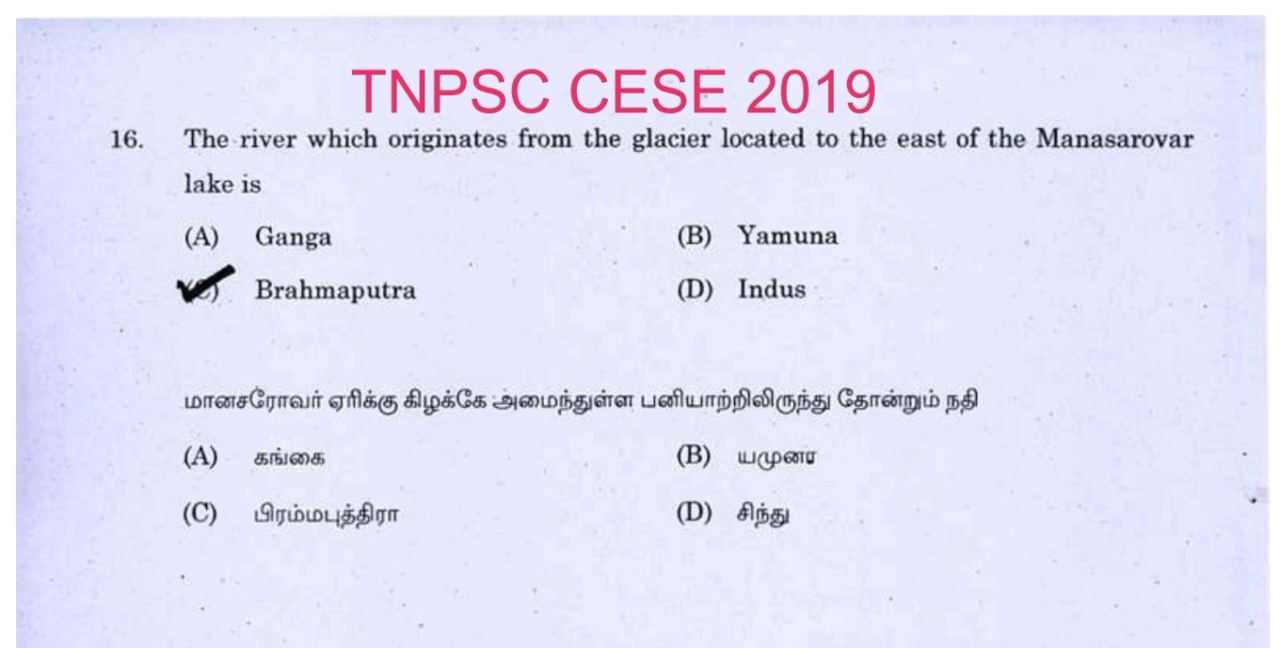 TNPSC CESE 2019
16. The river which originates from the glacier located to the east of the Manasarovar
lake is
(A) Ganga (B) Yamuna
(C) Brahmaputra (D) Indus
மானசரோவர் ஏரிக்கு கிழக்கே அமைந்துள்ள பனியாற்றிலிருந்து தோன்றும் நதி
(A) கங்கை (B) யமுனா
(C) பிரம்மபுத்திரா (D) சிந்து